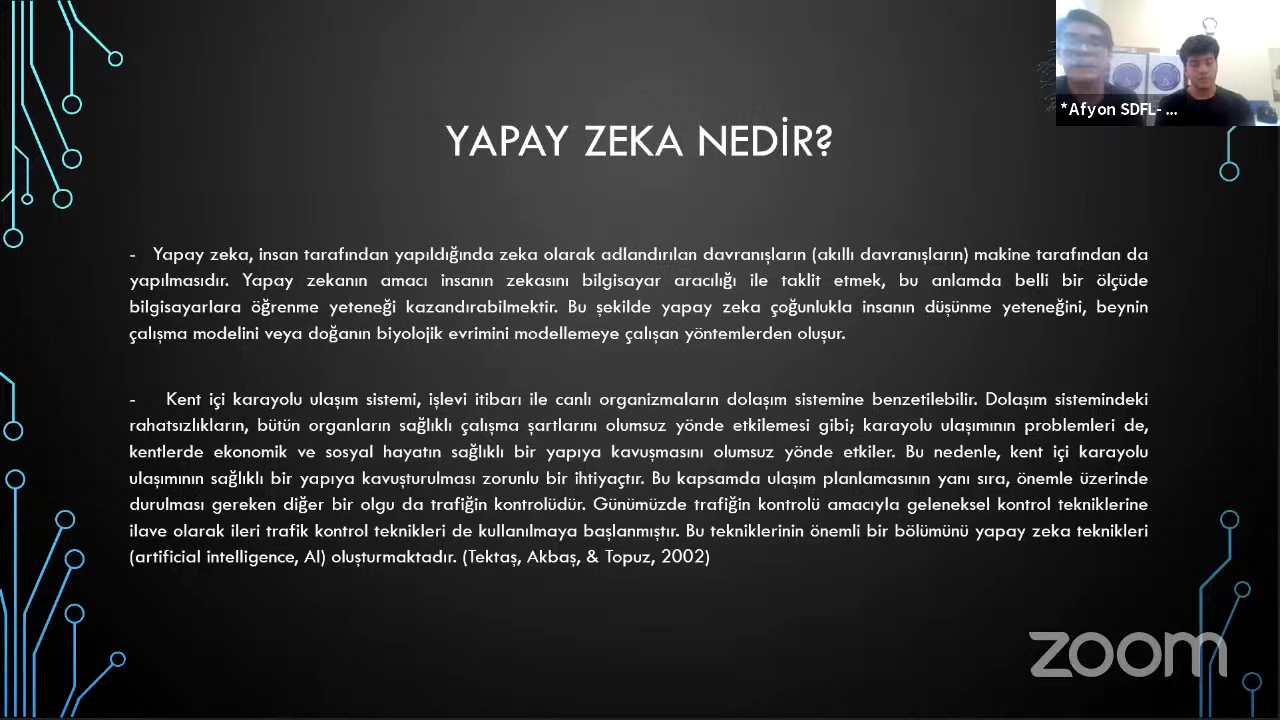 *Afyon SDFL- ...
YAPAY ZEKA NEDİR?
- Yapay zeka, insan tarafından yapıldığında zeka olarak adlandırılan davranışların (akıllı davranışların) makine tarafından da
yapılmasıdır. Yapay zekanın amacı insanın zekasını bilgisayar aracılığı ile taklit etmek, bu anlamda belli bir ölçüde
bilgisayarlara öğrenme yeteneği kazandırabilmektir. Bu şekilde yapay zeka çoğunlukla insanın düşünme yeteneğini, beynin
çalışma modelini veya doğanın biyolojik evrimini modellemeye çalışan yöntemlerden oluşur.
- Kent içi karayolu ulaşım sistemi, işlevi itibarı ile canlı organizmaların dolaşım sistemine benzetilebilir. Dolaşım sistemindeki
rahatsızlıkların, bütün organların sağlıklı çalışma şartlarını olumsuz yönde etkilemesi gibi; karayolu ulaşımının problemleri de,
kentlerde ekonomik ve sosyal hayatın sağlıklı bir yapıya kavuşmasını olumsuz yönde etkiler. Bu nedenle, kent içi karayolu
ulaşımının sağlıklı bir yapıya kavuşturulması zorunlu bir ihtiyaçtır. Bu kapsamda ulaşım planlamasının yanı sıra, önemle üzerinde
durulması gereken diğer bir olgu da trafiğin kontrolüdür. Günümüzde trafiğin kontrolü amacıyla geleneksel kontrol tekniklerine
ilave olarak ileri trafik kontrol teknikleri de kullanılmaya başlanmıştır. Bu tekniklerinin önemli bir bölümünü yapay zeka teknikleri
(artificial intelligence, AI) oluşturmaktadır. (Tektaş, Akbaş, & Topuz, 2002)
zoom